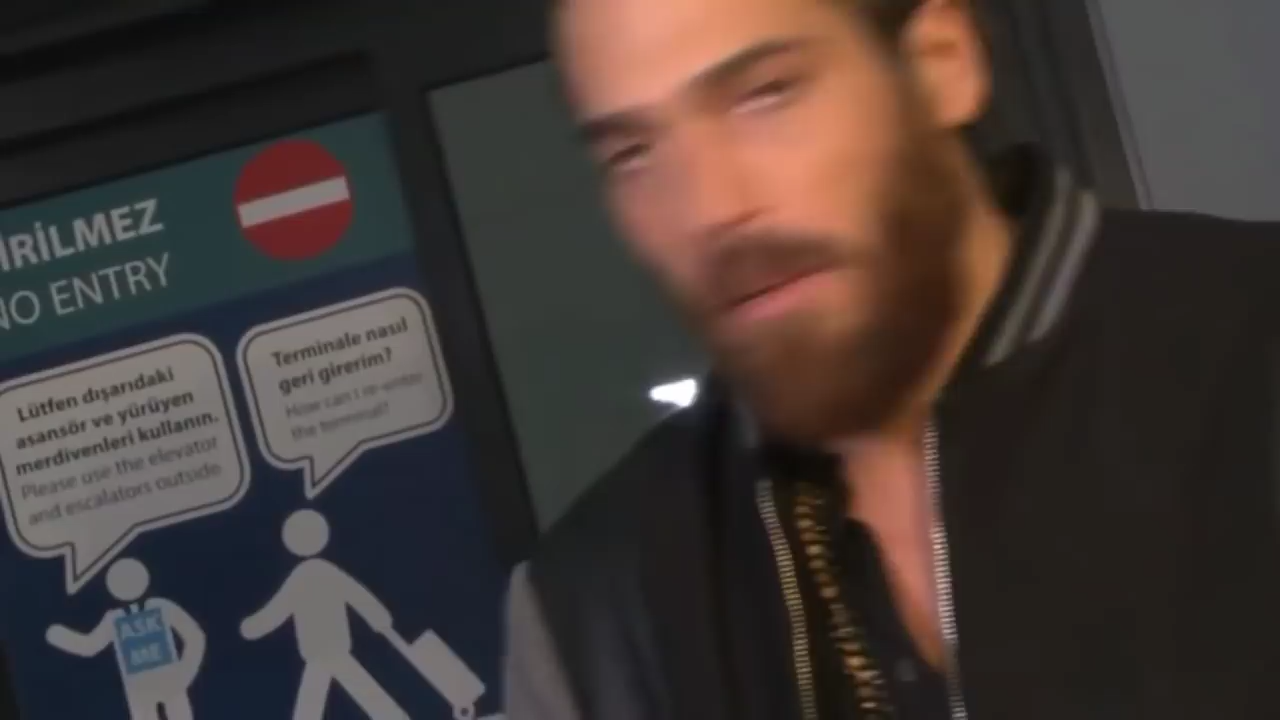 İRİLMEZ
NO ENTRY
Lütfen dışarıdaki
asansör ve yürüyen
merdivenleri kullanın.
Please use the elevator
and escalators outside
Terminale nasıl
geri girerim?
How can I re-enter
the terminal?
ASK
ME